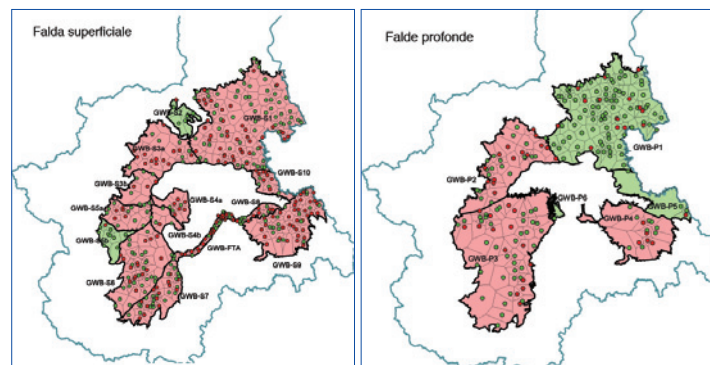 Falda superficiale
GWB-S2
GWB-S1
GWB-S3a
GWB-S3b
GWB-S10
GWB-S5a
GWB-S4a
GWB-S8
GWB-S4b
GWB-FTA
GWB-S9
GWB-S6
GWB-S7
Falde profonde
GWB-P1
GWB-P2
GWB-P6
GWB-P5
GWB-P4
GWB-P3